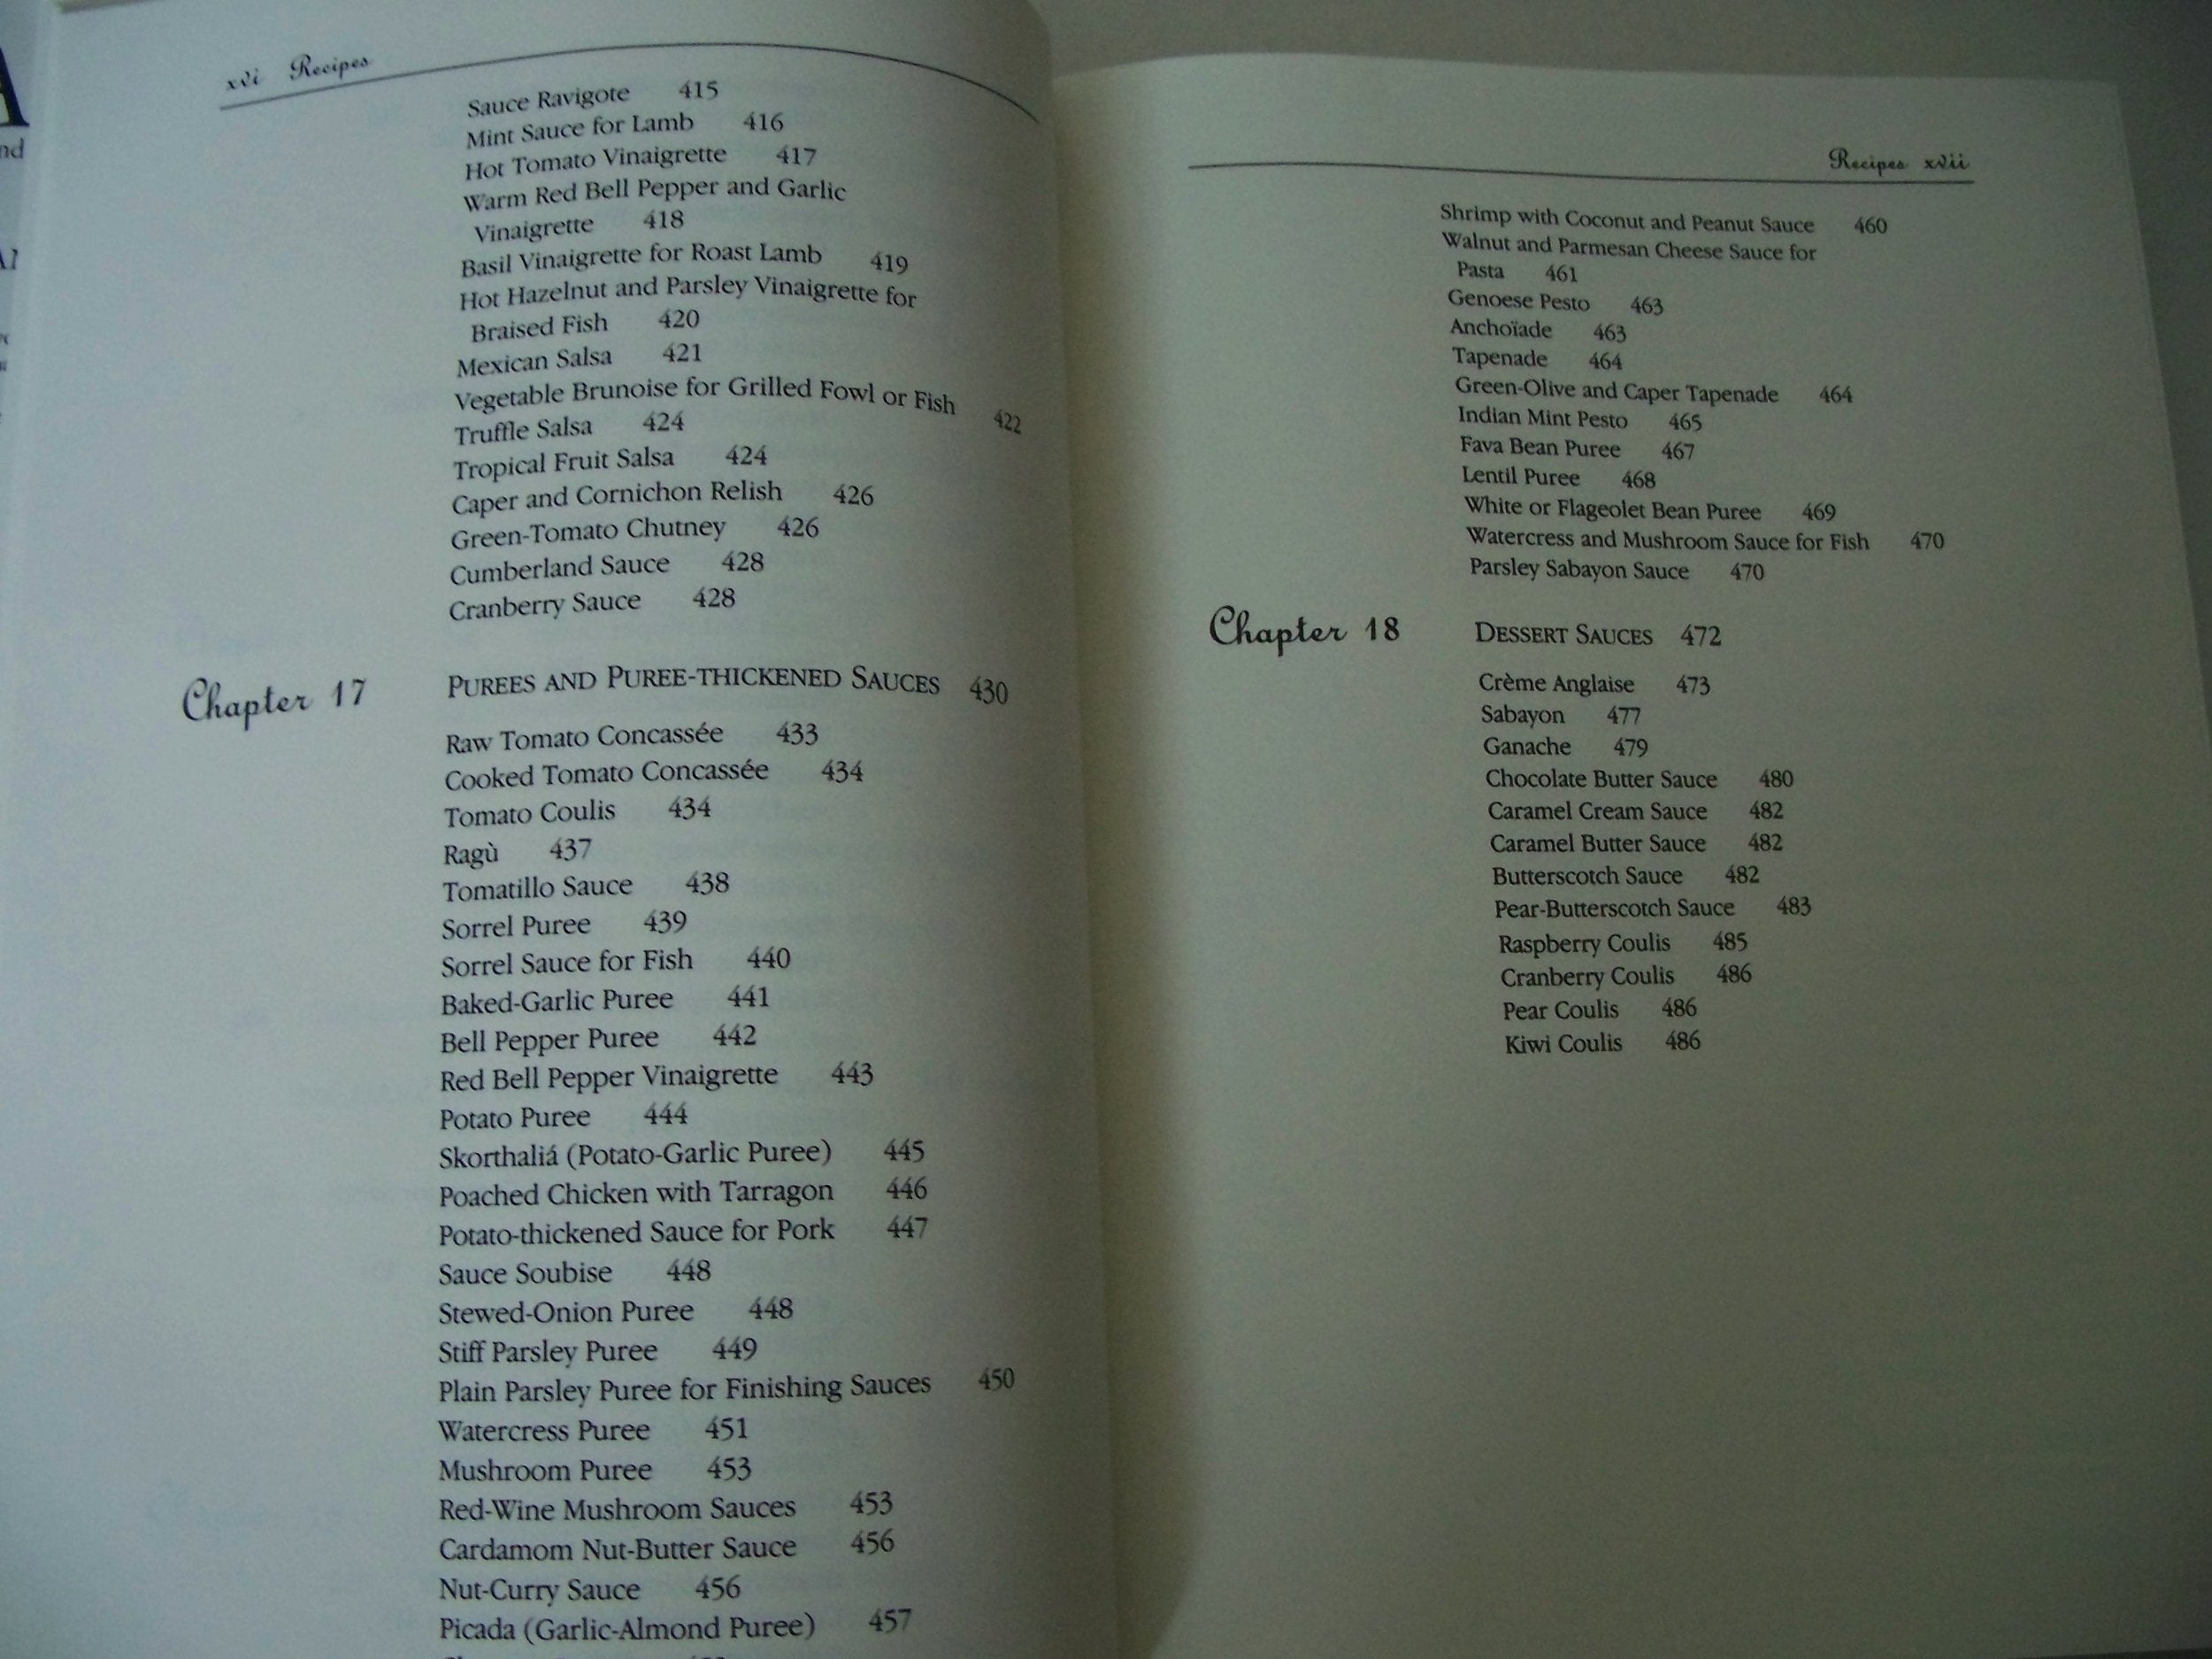 xvi Recipes
Sauce Ravigote 415
Mint Sauce for Lamb 416
Hot Tomato Vinaigrette 417
Warm Red Bell Pepper and Garlic
Vinaigrette 418
Basil Vinaigrette for Roast Lamb 419
Hot Hazelnut and Parsley Vinaigrette for
Braised Fish 420
Mexican Salsa 421
Vegetable Brunoise for Grilled Fowl or Fish 422
Truffle Salsa 424
Tropical Fruit Salsa 424
Caper and Cornichon Relish 426
Green-Tomato Chutney 426
Cumberland Sauce 428
Cranberry Sauce 428
Chapter 17 PUREES AND PUREE-THICKENED SAUCES 430
Raw Tomato Concassée 433
Cooked Tomato Concassée 434
Tomato Coulis 434
Ragù 437
Tomatillo Sauce 438
Sorrel Puree 439
Sorrel Sauce for Fish 440
Baked-Garlic Puree 441
Bell Pepper Puree 442
Red Bell Pepper Vinaigrette 443
Potato Puree 444
Skorthaliá (Potato-Garlic Puree) 445
Poached Chicken with Tarragon 446
Potato-thickened Sauce for Pork 447
Sauce Soubise 448
Stewed-Onion Puree 448
Stiff Parsley Puree 449
Plain Parsley Puree for Finishing Sauces 450
Watercress Puree 451
Mushroom Puree 453
Red-Wine Mushroom Sauces 453
Cardamom Nut-Butter Sauce 456
Nut-Curry Sauce 456
Picada (Garlic-Almond Puree) 457
Recipes xvii
Shrimp with Coconut and Peanut Sauce 460
Walnut and Parmesan Cheese Sauce for
Pasta 461
Genoese Pesto 463
Anchoïade 463
Tapenade 464
Green-Olive and Caper Tapenade 464
Indian Mint Pesto 465
Fava Bean Puree 467
Lentil Puree 468
White or Flageolet Bean Puree 469
Watercress and Mushroom Sauce for Fish 470
Parsley Sabayon Sauce 470
Chapter 18 DESSERT SAUCES 472
Crème Anglaise 473
Sabayon 477
Ganache 479
Chocolate Butter Sauce 480
Caramel Cream Sauce 482
Caramel Butter Sauce 482
Butterscotch Sauce 482
Pear-Butterscotch Sauce 483
Raspberry Coulis 485
Cranberry Coulis 486
Pear Coulis 486
Kiwi Coulis 486